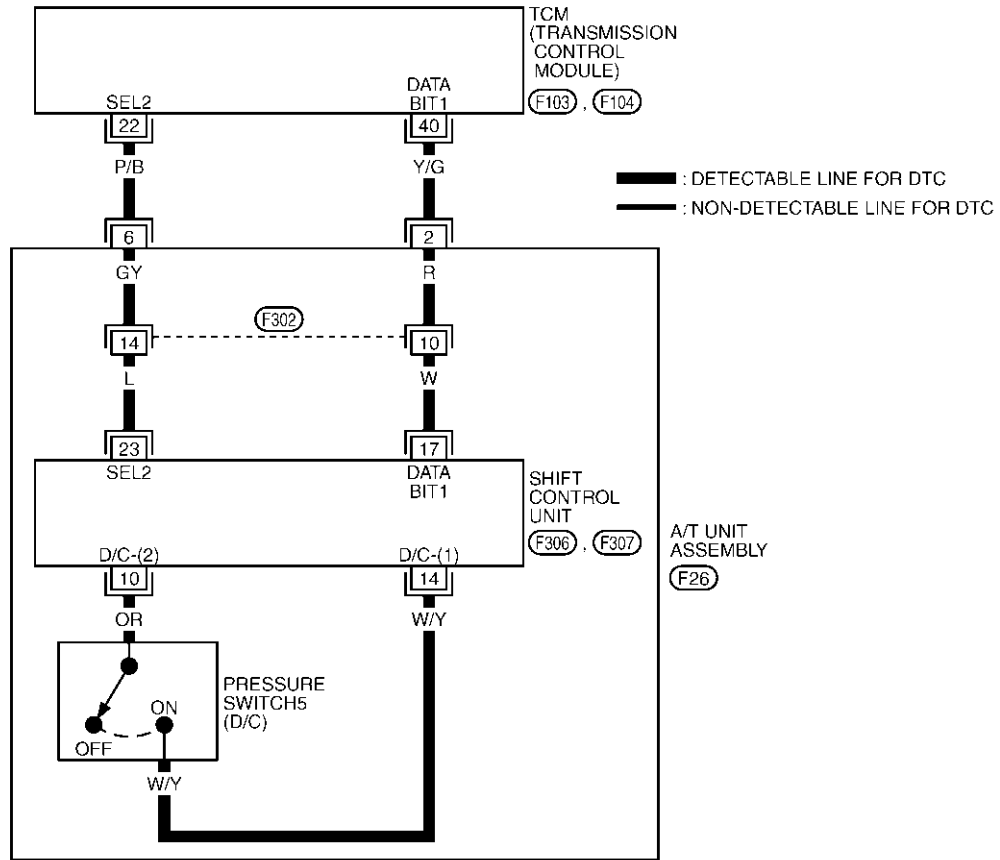 TCM
(TRANSMISSION
CONTROL
MODULE)
F103 , F104
SEL2
DATA
BIT1
22
40
P/B
Y/G
: DETECTABLE LINE FOR DTC
: NON-DETECTABLE LINE FOR DTC
6
2
GY
R
F302
14
10
L
W
23
17
SEL2
DATA
BIT1
SHIFT
CONTROL
UNIT
F306 , F307
A/T UNIT
ASSEMBLY
F26
D/C-(2)
D/C-(1)
10
14
OR
W/Y
PRESSURE
SWITCH5
(D/C)
ON
OFF
W/Y